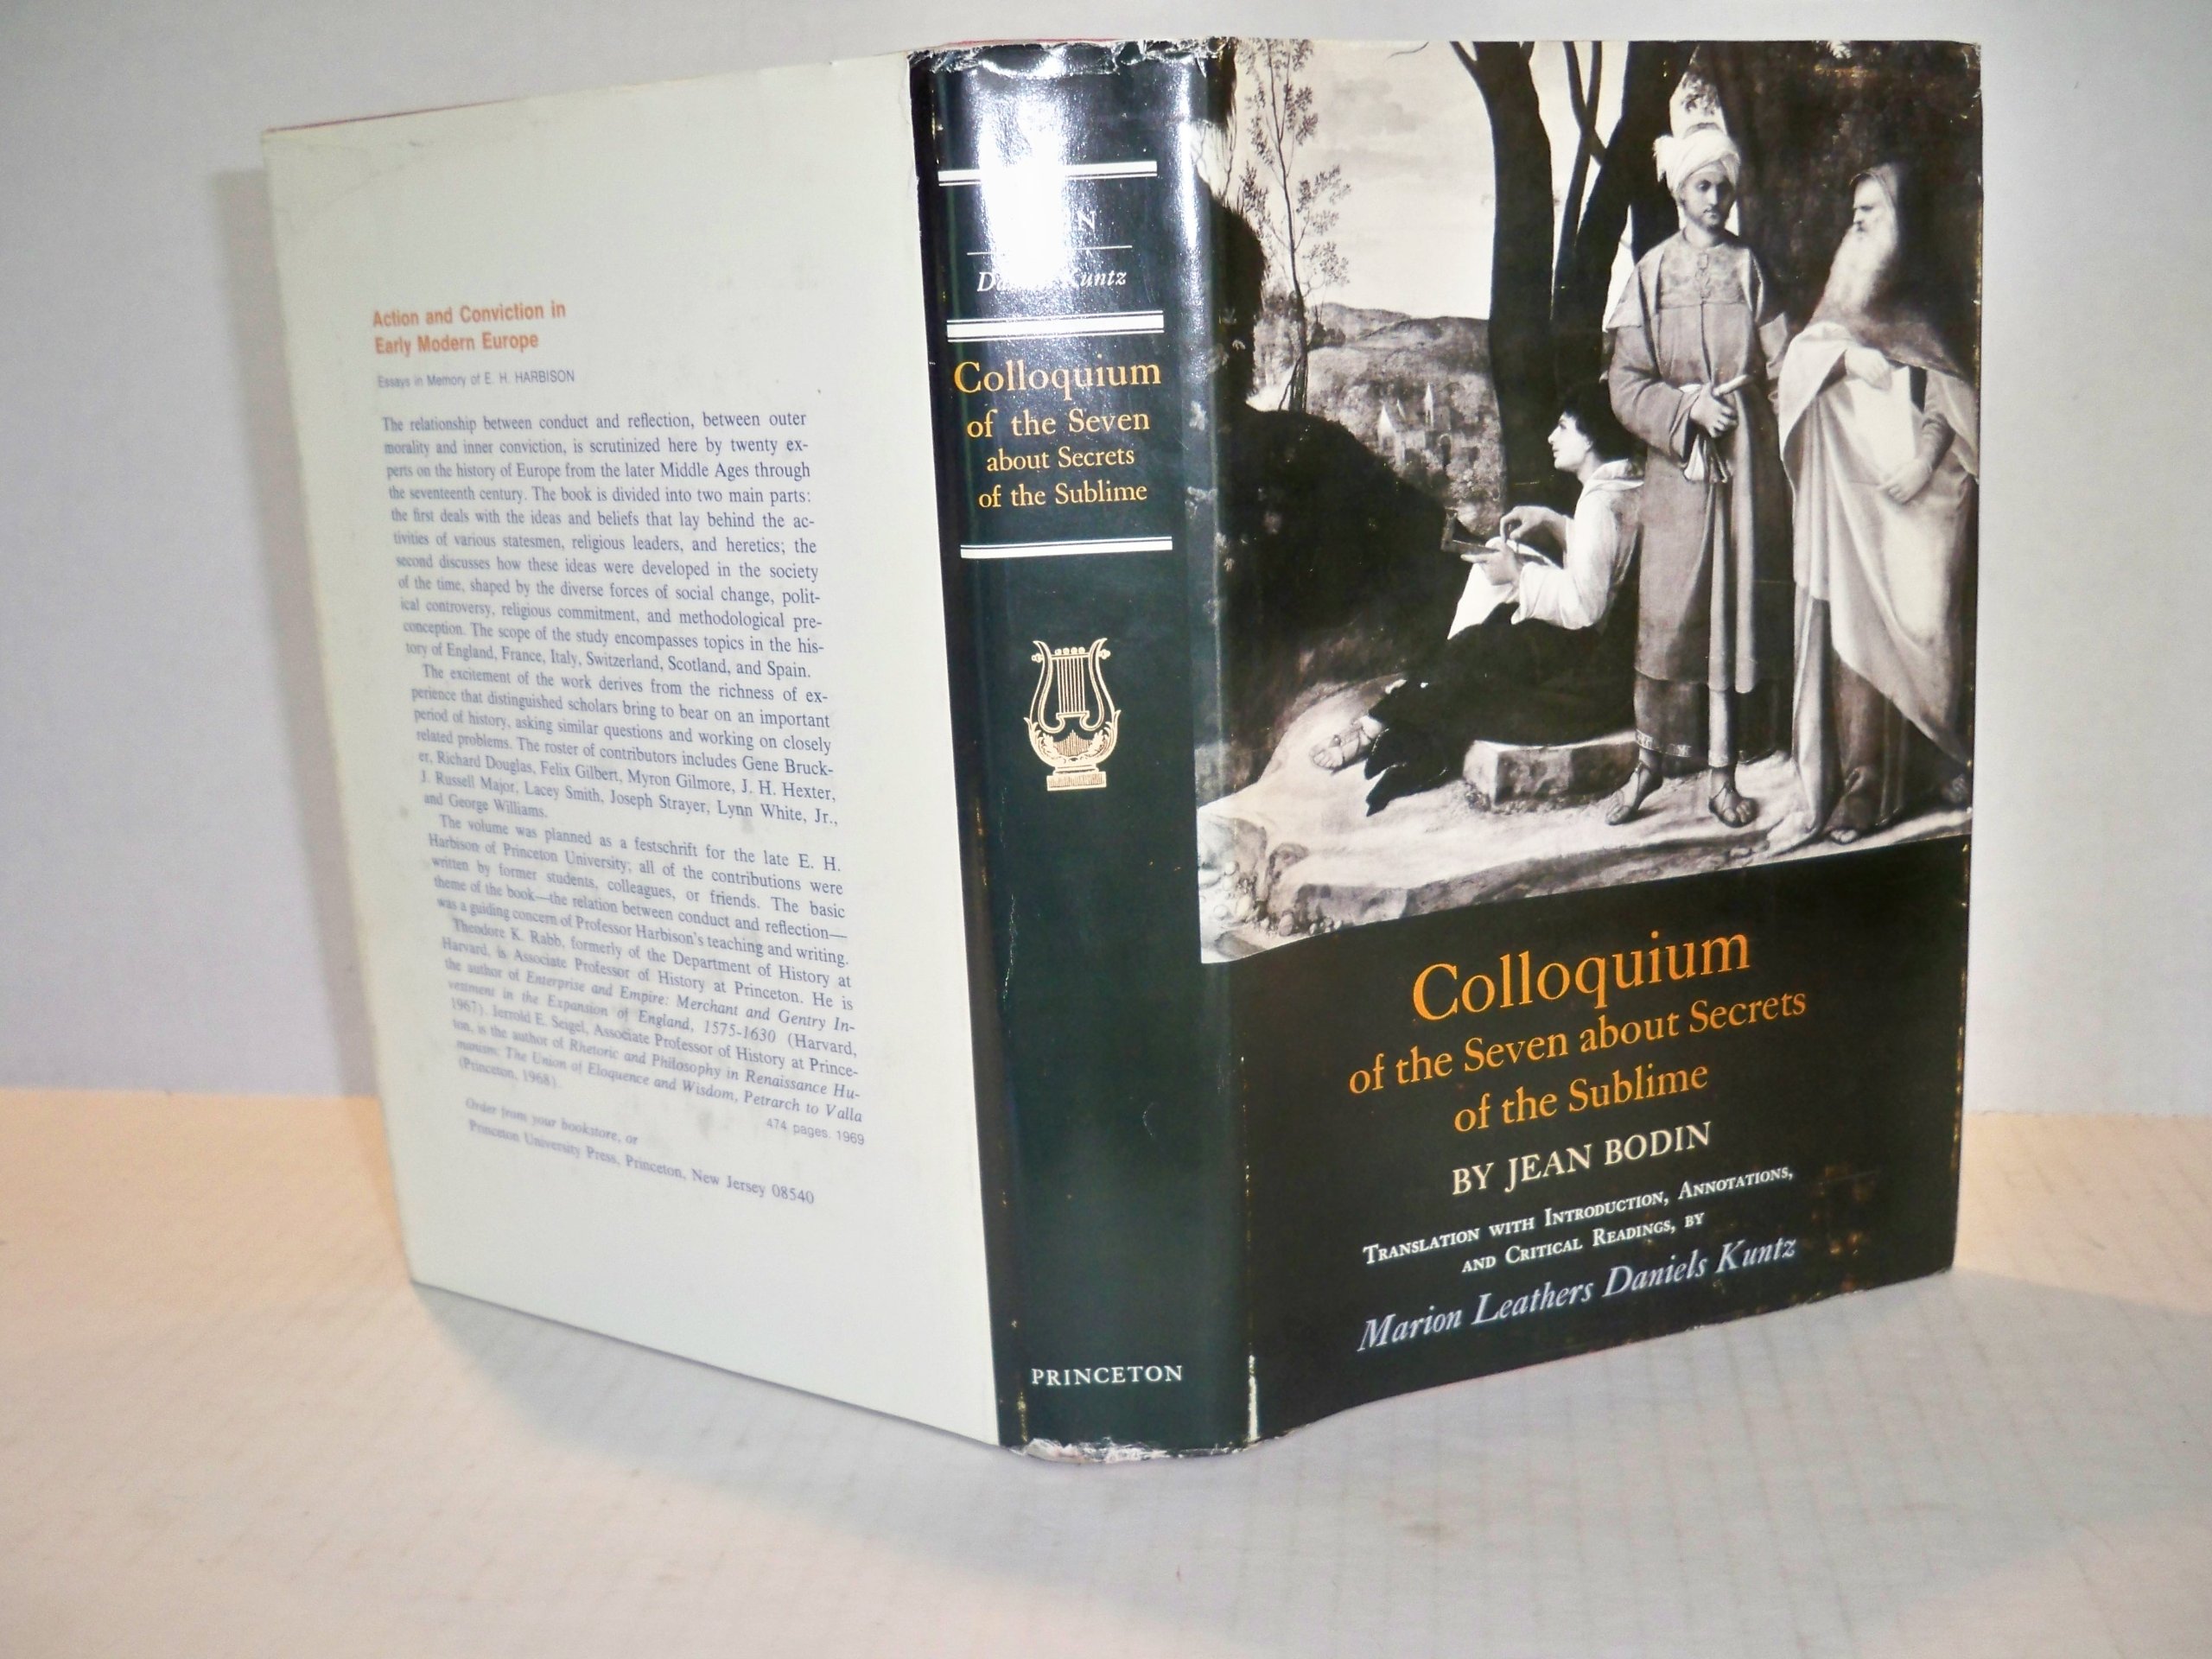 Action and Conviction in
Early Modern Europe
Essays in Memory of E. H. HARBISON
The relationship between conduct and reflection, between outer
morality and inner conviction, is scrutinized here by twenty ex-
perts on the history of Europe from the later Middle Ages through
the seventeenth century. The book is divided into two main parts:
the first deals with the ideas and beliefs that lay behind the ac-
tivities of various statesmen, religious leaders, and heretics; the
second discusses how these ideas were developed in the society
of the time, shaped by the diverse forces of social change, polit-
ical controversy, religious commitment, and methodological pre-
conception. The scope of the study encompasses topics in the his-
tory of England, France, Italy, Switzerland, Scotland, and Spain.
The excitement of the work derives from the richness of ex-
perience that distinguished scholars bring to bear on an important
period of history, asking similar questions and working on closely
related problems. The roster of contributors includes Gene Bruck-
er, Richard Douglas, Felix Gilbert, Myron Gilmore, J. H. Hexter,
J. Russell Major, Lacey Smith, Joseph Strayer, Lynn White, Jr.,
and George Williams.
The volume was planned as a festschrift for the late E. H.
Harbison of Princeton University; all of the contributions were
written by former students, colleagues, or friends. The basic
theme of the book—the relation between conduct and reflection—
was a guiding concern of Professor Harbison's teaching and writing.
Theodore K. Rabb, formerly of the Department of History at
Harvard, is Associate Professor of History at Princeton. He is
the author of Enterprise and Empire: Merchant and Gentry In-
vestment in the Expansion of England, 1575-1630 (Harvard,
1967). Jerrold E. Seigel, Associate Professor of History at Prince-
ton, is the author of Rhetoric and Philosophy in Renaissance Hu-
manism: The Union of Eloquence and Wisdom, Petrarch to Valla
(Princeton, 1968).
474 pages. 1969
Order from your bookstore, or
Princeton University Press, Princeton, New Jersey 08540
Kuntz
Colloquium
of the Seven
about Secrets
of the Sublime
PRINCETON
Colloquium
of the Seven about Secrets
of the Sublime
BY JEAN BODIN
TRANSLATION WITH INTRODUCTION, ANNOTATIONS,
AND CRITICAL READINGS, BY
Marion Leathers Daniels Kuntz